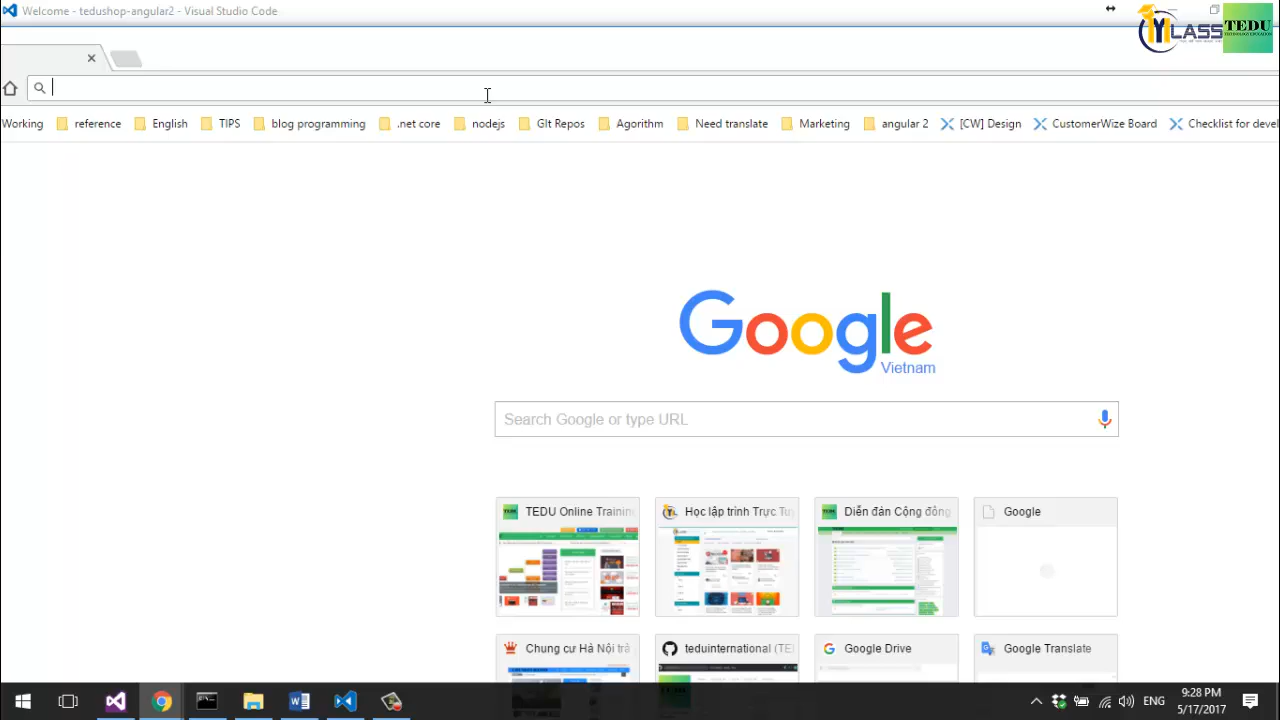 Welcome - tedushop-angular2 - Visual Studio Code
YLASS TEDU
Working reference English TIPS blog programming .net core nodejs GIt Repos Agorithm Need translate Marketing angular 2 [CW] Design CustomerWize Board Checklist for devel
Google
Vietnam
Search Google or type URL
TEDU Online Training Học lập trình Trực Tuy Diễn đàn Cộng đồng Google
Chung cư Hà Nội trả teduinternational (TE Google Drive Google Translate
ENG 9:28 PM
5/17/2017